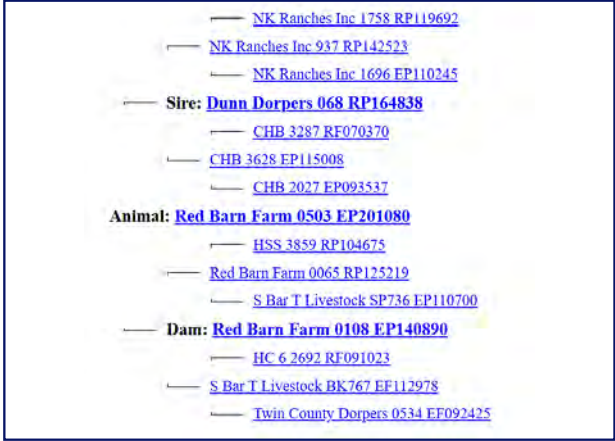 NK Ranches Inc 1758 RP119692
NK Ranches Inc 937 RP142523
NK Ranches Inc 1696 EP110245
Sire: Dunn Dorpers 068 RP164838
CHB 3287 RF070370
CHB 3628 EP115008
CHB 2027 EP093537
Animal: Red Barn Farm 0503 EP201080
HSS 3859 RP104675
Red Barn Farm 0065 RP125219
S Bar T Livestock SP736 EP110700
Dam: Red Barn Farm 0108 EP140890
HC 6 2692 RF091023
S Bar T Livestock BK767 EF112978
Twin County Dorpers 0534 EF092425